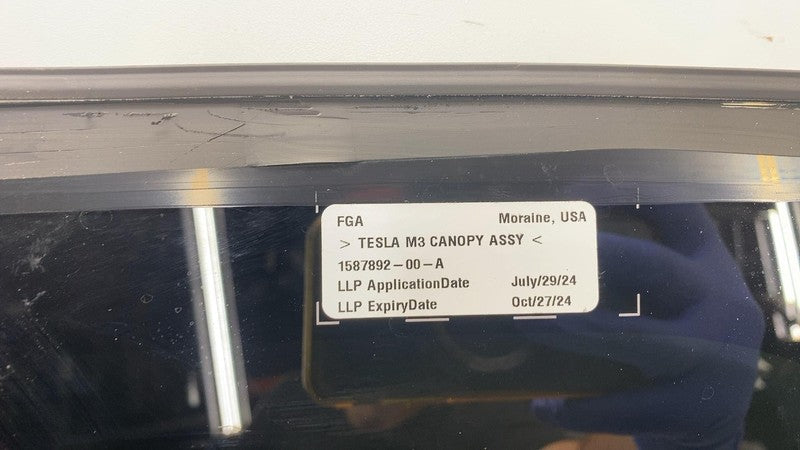 FGA Moraine, USA
> TESLA M3 CANOPY ASSY <
1587892-00-A
LLP ApplicationDate July/29/24
LLP ExpiryDate Oct/27/24